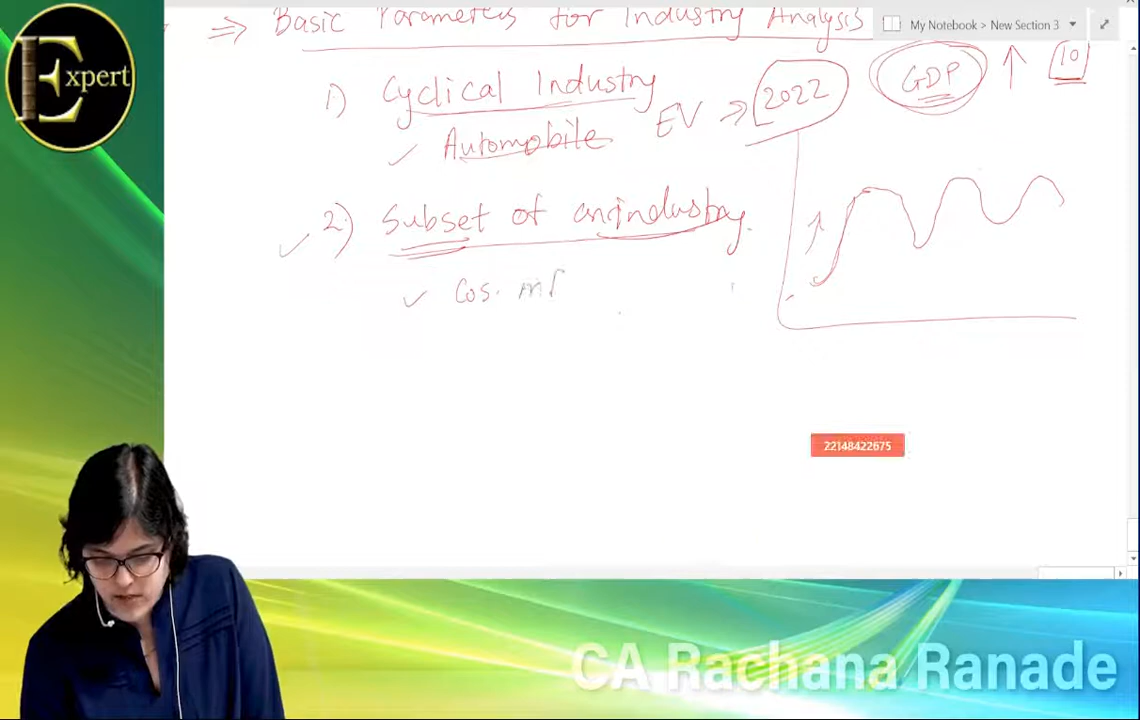 Expert
My Notebook > New Section 3
⇒ Basic Parameters for Industry Analysis
1) Cyclical Industry
✓ Automobile
EV → 2022
GDP ↑ 10
2) Subset of an industry.
✓ Cos. mf
22148422675
CA Rachana Ranade